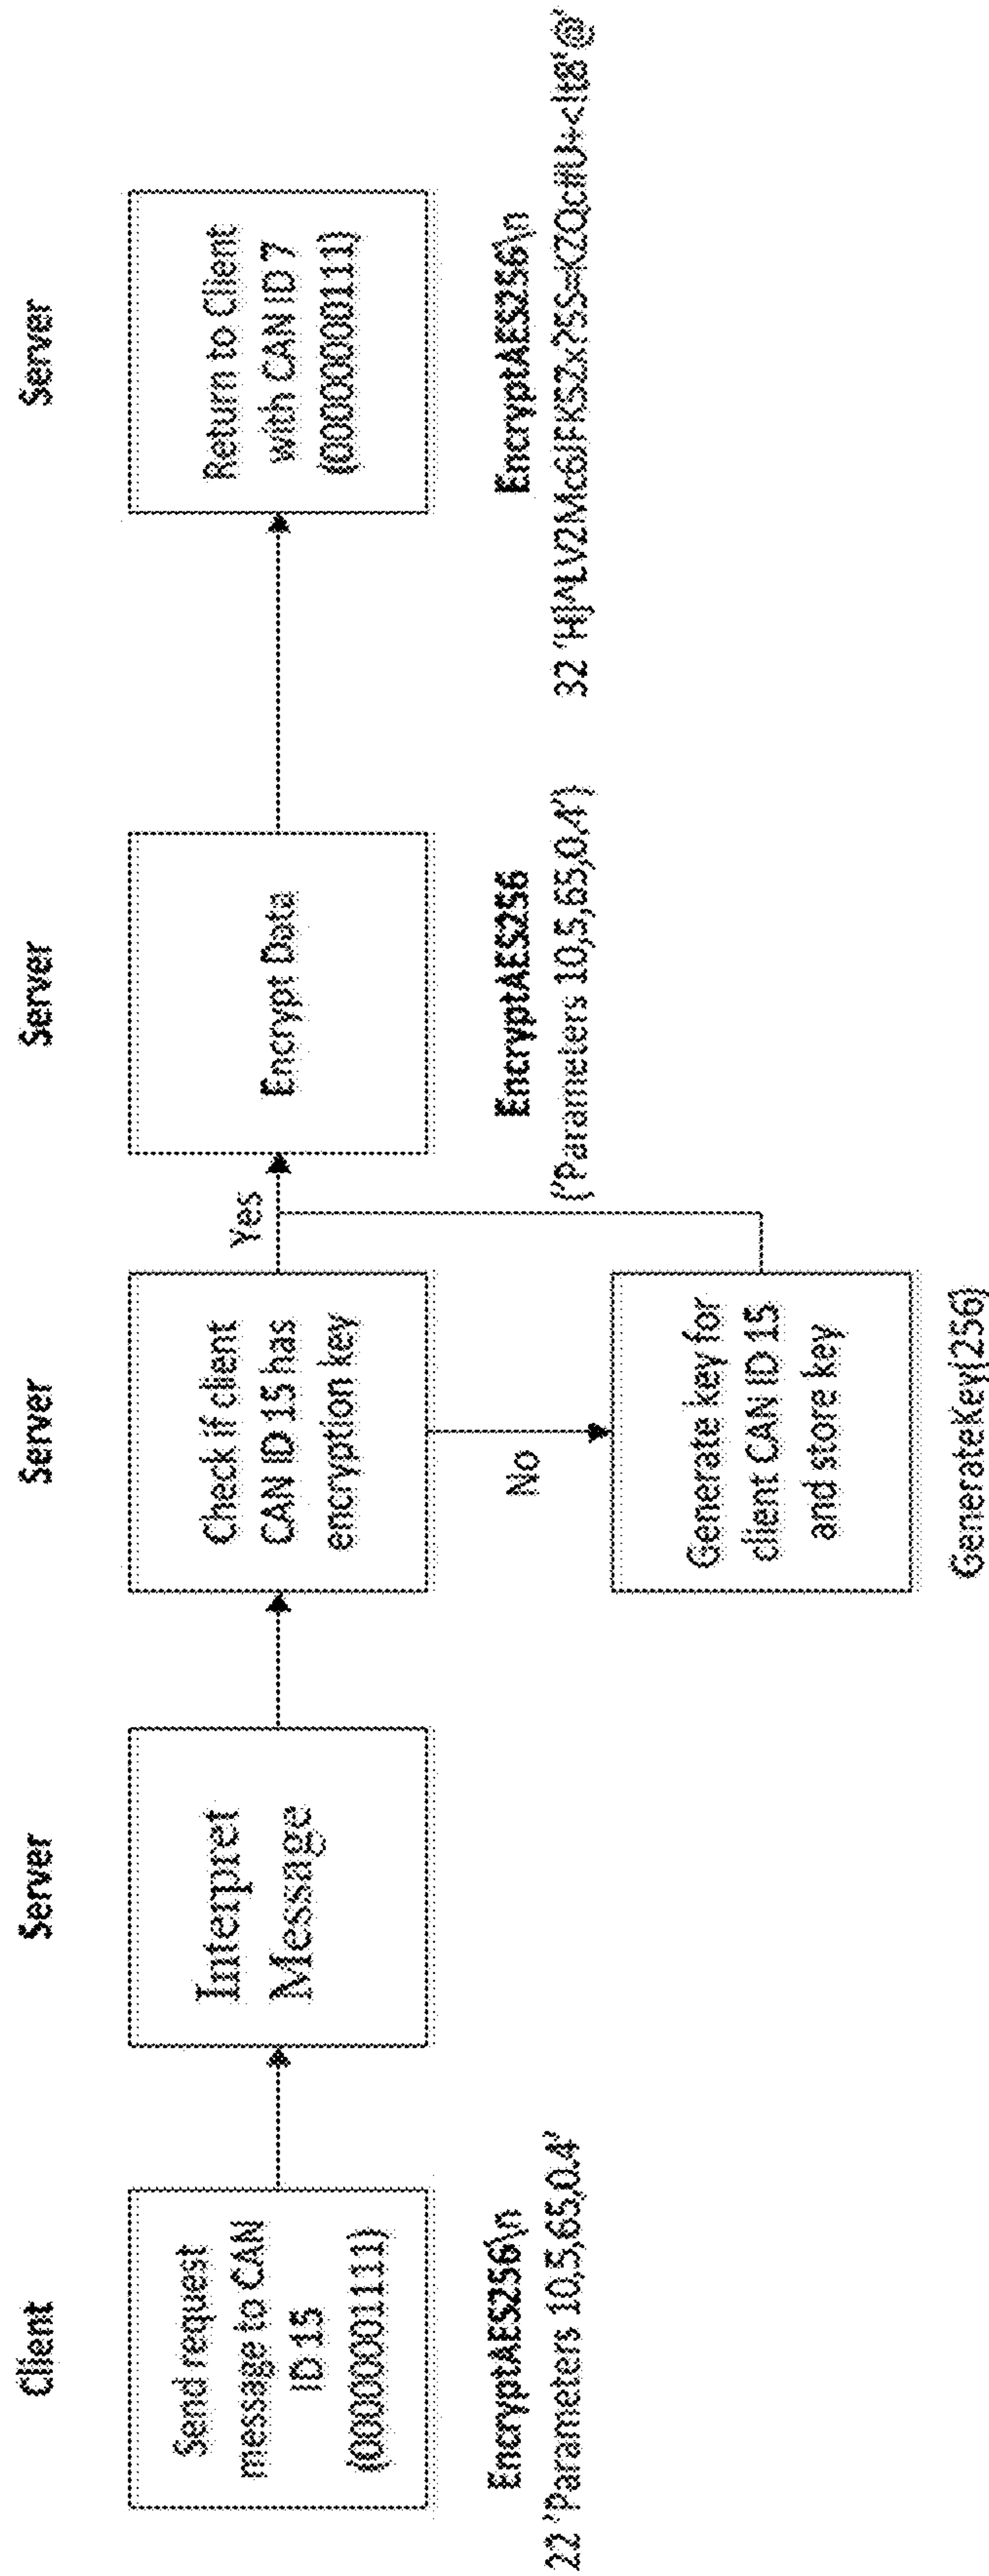 Client
Send request
message to CAN
ID 15
(00000001111)
EncryptAES256\n
22 'Parameters 10,5,65,0.4'
Server
Interpret
Message
Server
Check if client
CAN ID 15 has
encryption key
Yes
No
Generate key for
client CAN ID 15
and store key
GenerateKey(256)
Server
Encrypt Data
EncryptAES256
('Parameters 10,5,65,0.4')
Server
Return to Client
with CAN ID 7
(00000000111)
EncryptAES256\n
32